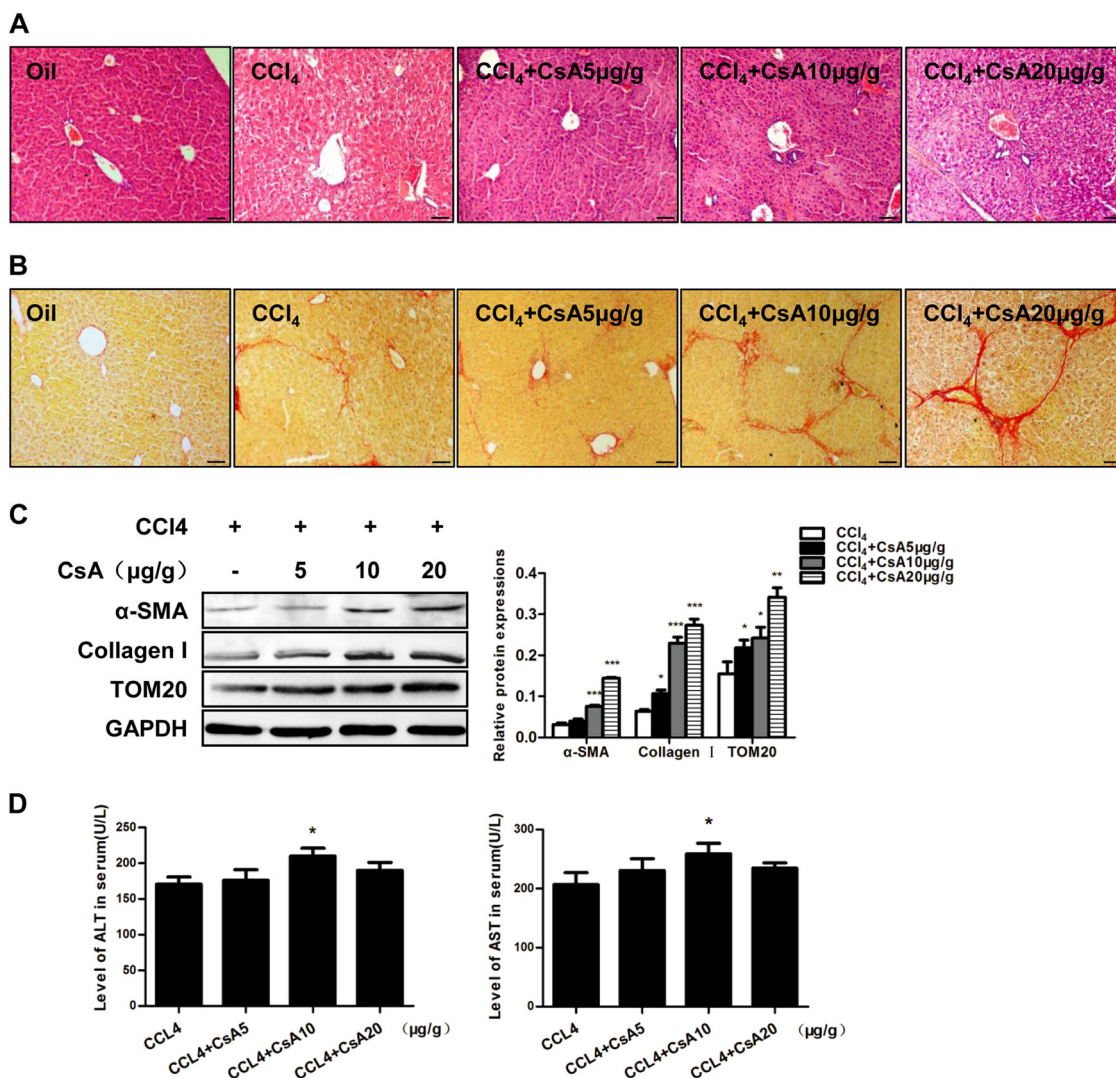 A
Oil
CCl₄
CCl₄+CsA5μg/g
CCl₄+CsA10μg/g
CCl₄+CsA20μg/g
B
Oil
CCl₄
CCl₄+CsA5μg/g
CCl₄+CsA10μg/g
CCl₄+CsA20μg/g
C
CCl4 + + + +
CsA（μg/g） - 5 10 20
α-SMA
Collagen I
TOM20
GAPDH
Relative protein expressions
0.4
0.3
0.2
0.1
0.0
*** ***
* *** ***
* * **
α-SMA Collagen Ⅰ TOM20
CCl₄
CCl₄+CsA5μg/g
CCl₄+CsA10μg/g
CCl₄+CsA20μg/g
D
Level of ALT in serum(U/L)
250
200
150
100
50
0
*
CCL4
CCL4+CsA5
CCL4+CsA10
CCL4+CsA20
（μg/g）
Level of AST in serum(U/L)
300
200
100
0
*
CCL4
CCL4+CsA5
CCL4+CsA10
CCL4+CsA20
（μg/g）